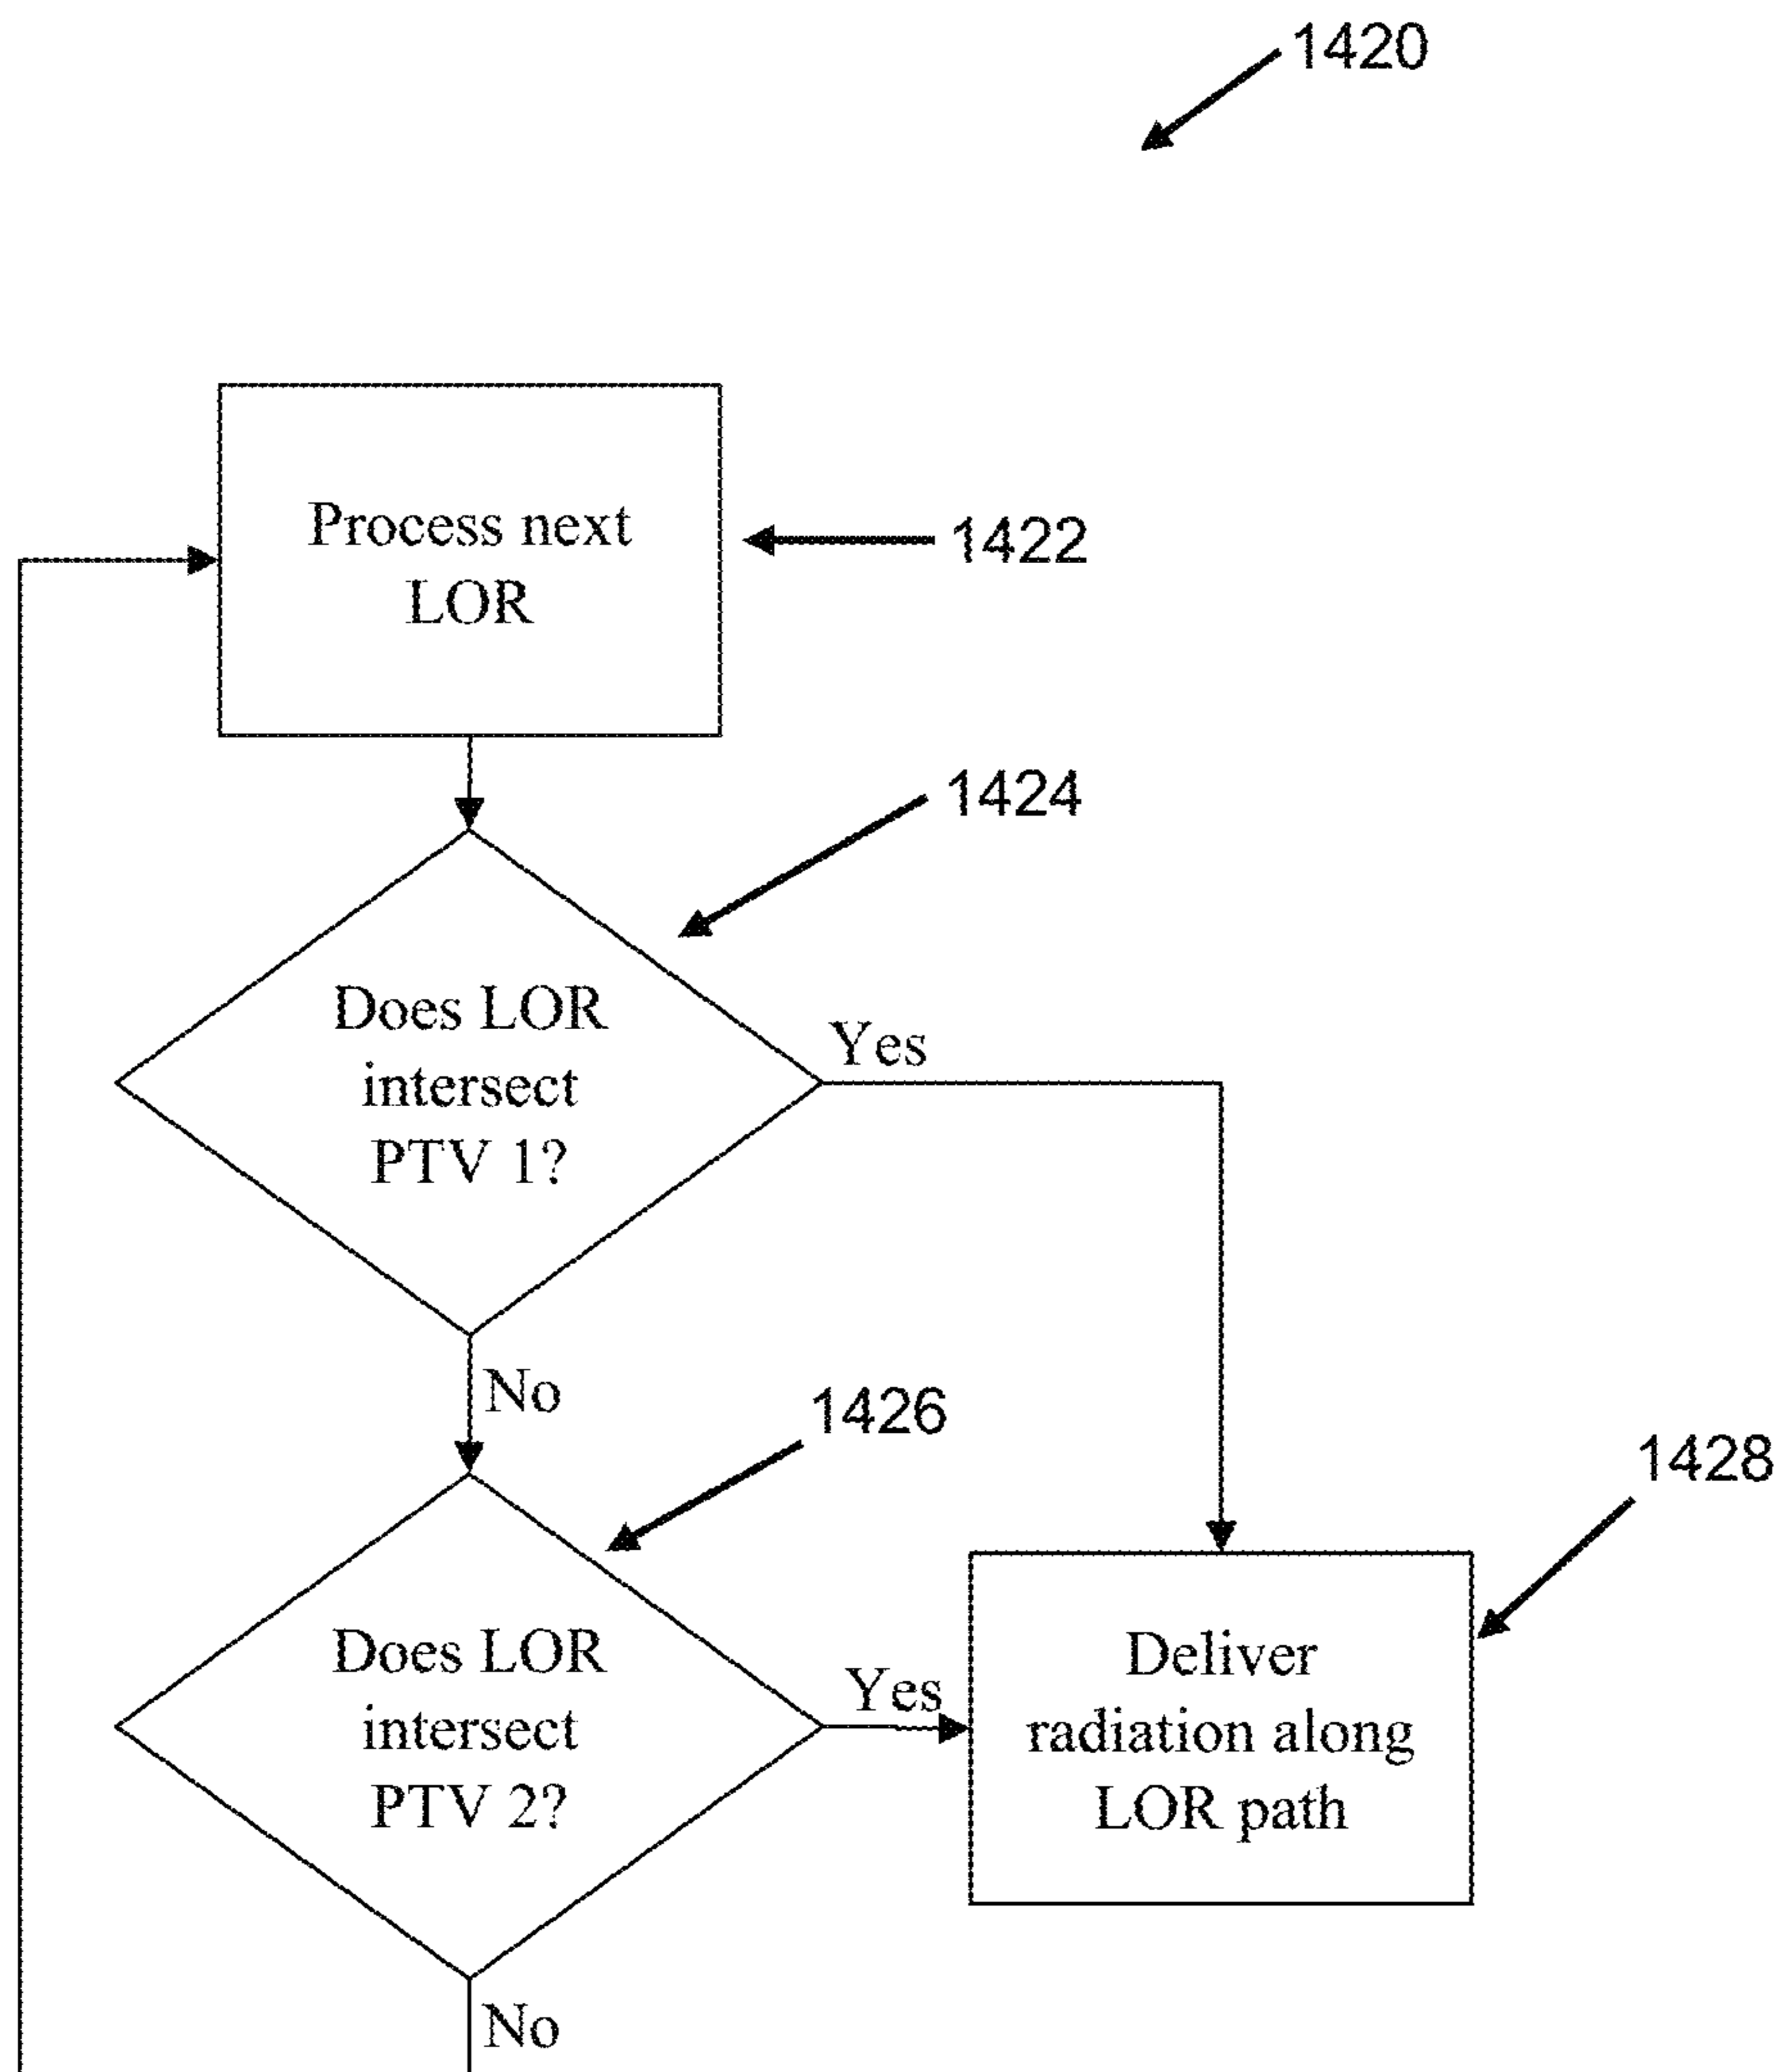 1420
Process next
LOR
1422
1424
Does LOR
intersect
PTV 1?
Yes
No
1426
1428
Does LOR
intersect
PTV 2?
Yes
Deliver
radiation along
LOR path
No